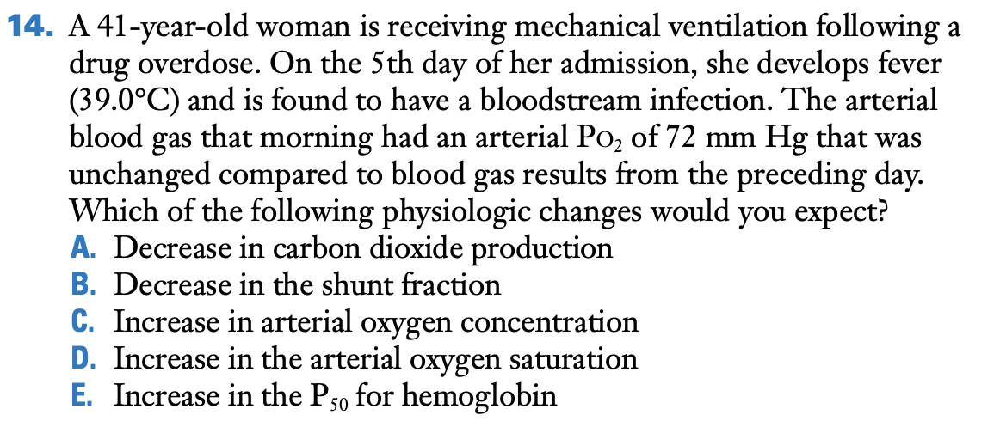 14. A 41-year-old woman is receiving mechanical ventilation following a
drug overdose. On the 5th day of her admission, she develops fever
(39.0°C) and is found to have a bloodstream infection. The arterial
blood gas that morning had an arterial PO₂ of 72 mm Hg that was
unchanged compared to blood gas results from the preceding day.
Which of the following physiologic changes would you expect?
A. Decrease in carbon dioxide production
B. Decrease in the shunt fraction
C. Increase in arterial oxygen concentration
D. Increase in the arterial oxygen saturation
E. Increase in the P₅₀ for hemoglobin